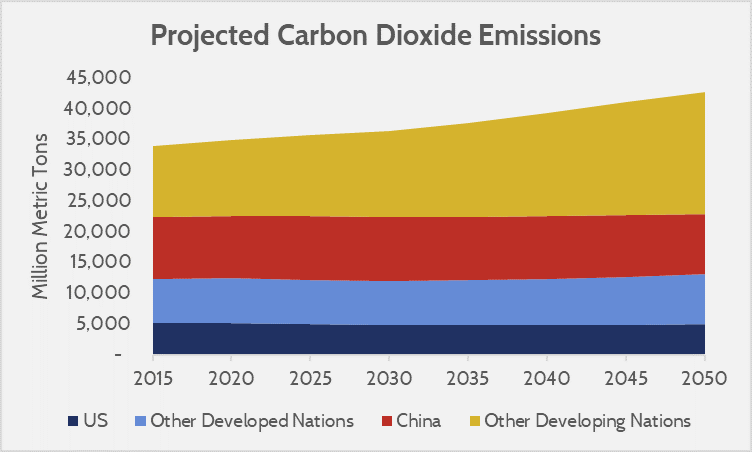 Projected Carbon Dioxide Emissions
Million Metric Tons
45,000
40,000
35,000
30,000
25,000
20,000
15,000
10,000
5,000
-
2015 2020 2025 2030 2035 2040 2045 2050
US Other Developed Nations China Other Developing Nations